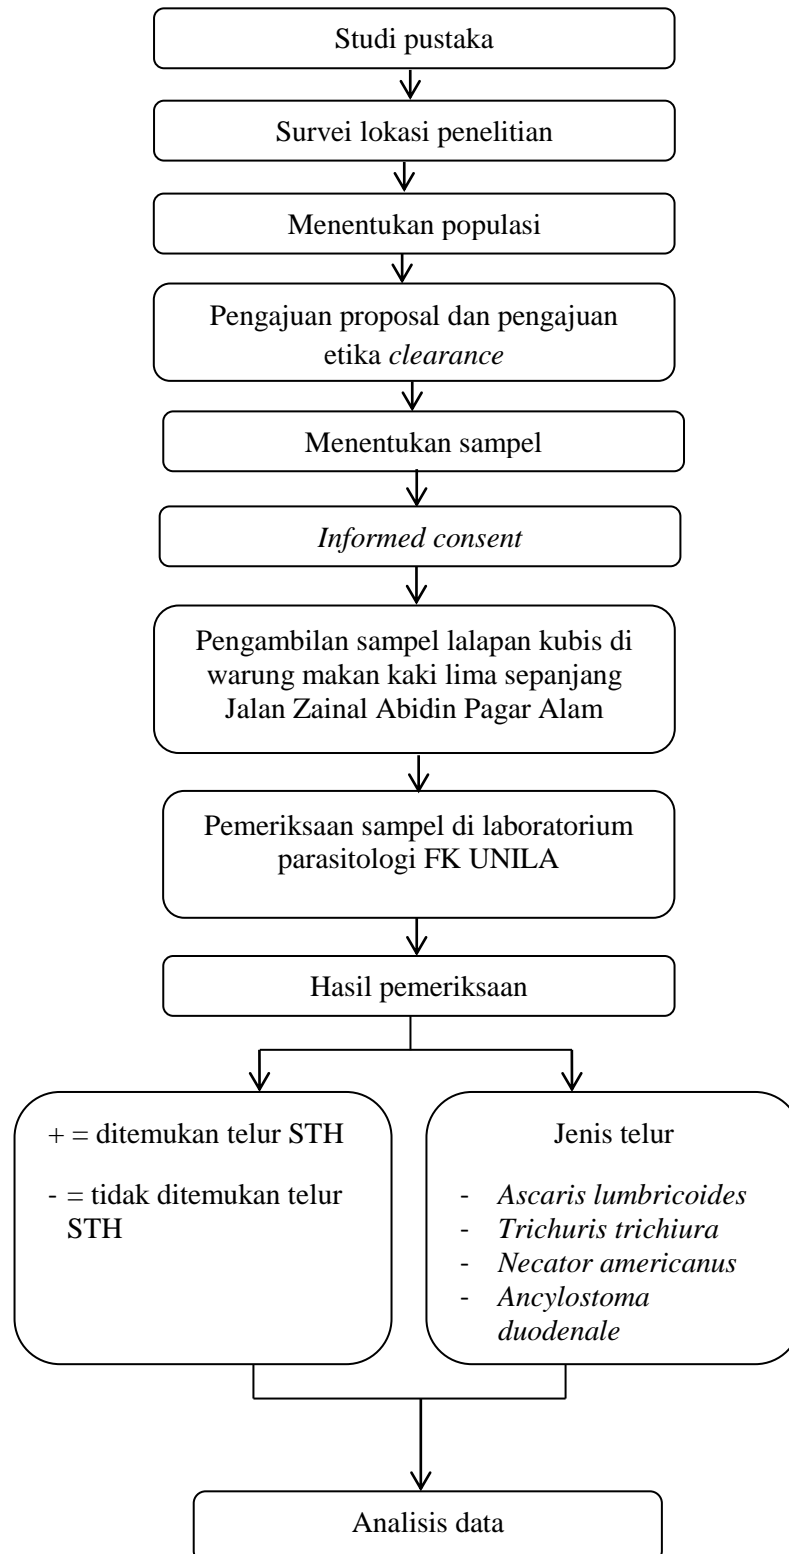 Studi pustaka
Survei lokasi penelitian
Menentukan populasi
Pengajuan proposal dan pengajuan
etika clearance
Menentukan sampel
Informed consent
Pengambilan sampel lalapan kubis di
warung makan kaki lima sepanjang
Jalan Zainal Abidin Pagar Alam
Pemeriksaan sampel di laboratorium
parasitologi FK UNILA
Hasil pemeriksaan
+ = ditemukan telur STH
- = tidak ditemukan telur
STH
Jenis telur
- Ascaris lumbricoides
- Trichuris trichiura
- Necator americanus
- Ancylostoma
duodenale
Analisis data